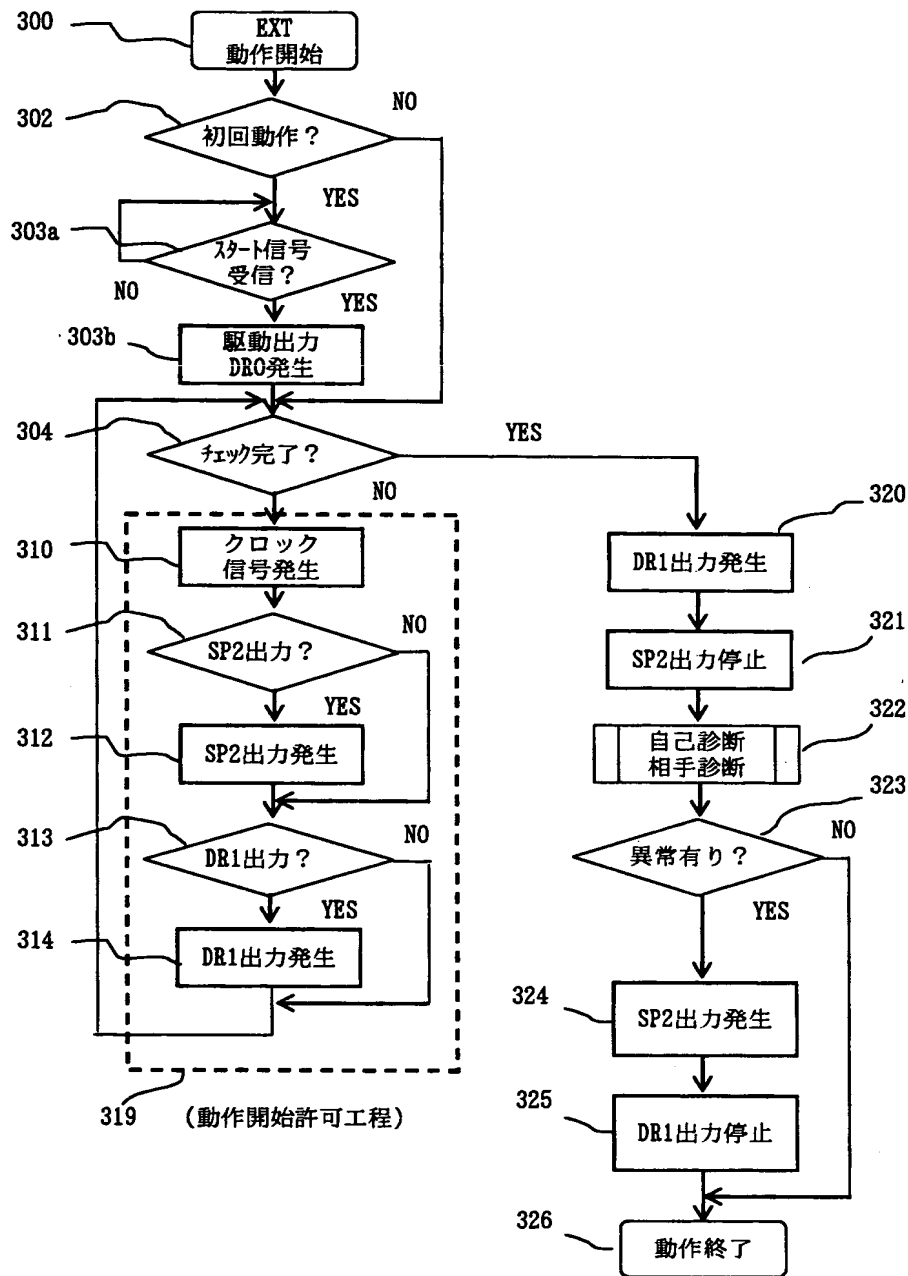 300
EXT
動作開始
302
初回動作？
NO
YES
303a
ｽﾀｰﾄ信号
受信？
NO
YES
303b
駆動出力
DR0発生
304
ﾁｪｯｸ完了？
YES
NO
310
クロック
信号発生
311
SP2出力？
NO
YES
312
SP2出力発生
313
DR1出力？
NO
YES
314
DR1出力発生
319
（動作開始許可工程）
320
DR1出力発生
321
SP2出力停止
322
自己診断
相手診断
323
異常有り？
NO
YES
324
SP2出力発生
325
DR1出力停止
326
動作終了